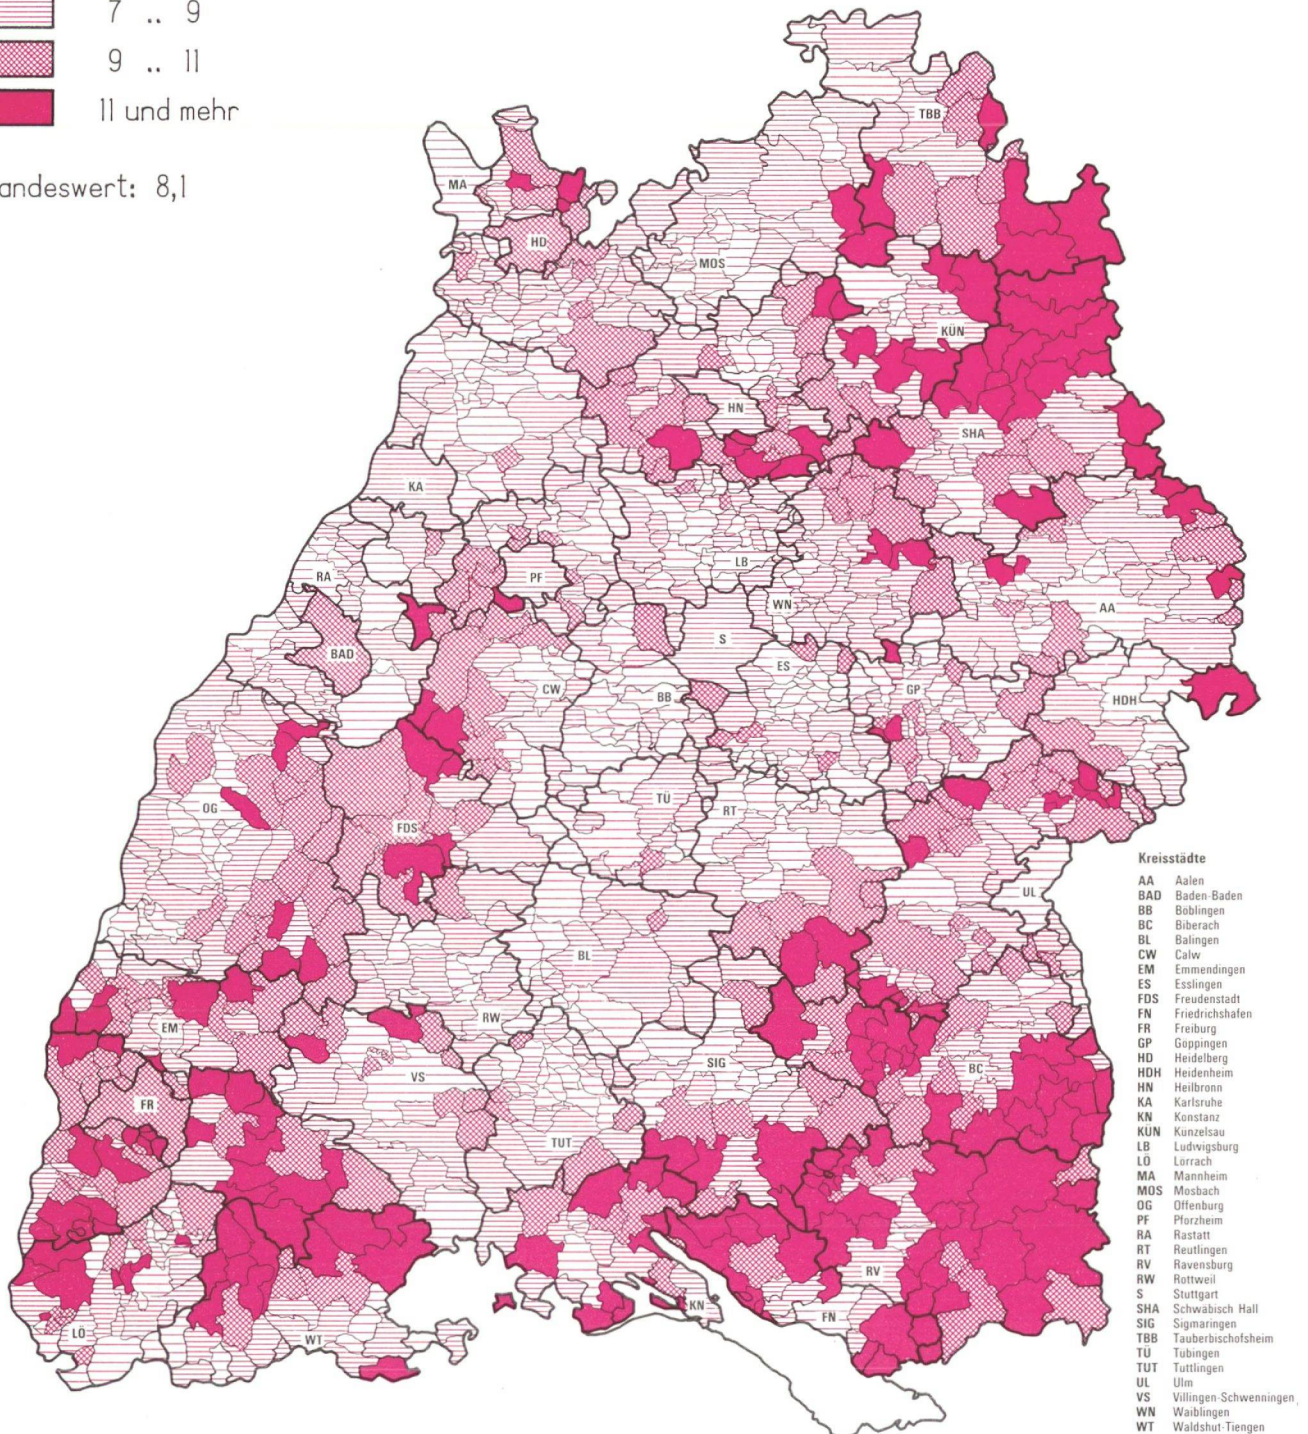 7 .. 9
9 .. 11
11 und mehr
andeswert: 8,1
TBB
MA
HD
MOS
KÜN
HN
SHA
KA
LB
PF
RA
WN
AA
S
BAD
ES
CW
BB
GP
HDH
TÜ
OG
RT
FDS
UL
BL
RW
EM
SIG
BC
VS
FR
TUT
RV
KN
FN
LÖ
WT
Kreisstädte
AA Aalen
BAD Baden-Baden
BB Böblingen
BC Biberach
BL Balingen
CW Calw
EM Emmendingen
ES Esslingen
FDS Freudenstadt
FN Friedrichshafen
FR Freiburg
GP Göppingen
HD Heidelberg
HDH Heidenheim
HN Heilbronn
KA Karlsruhe
KN Konstanz
KÜN Künzelsau
LB Ludwigsburg
LÖ Lörrach
MA Mannheim
MOS Mosbach
OG Offenburg
PF Pforzheim
RA Rastatt
RT Reutlingen
RV Ravensburg
RW Rottweil
S Stuttgart
SHA Schwäbisch Hall
SIG Sigmaringen
TBB Tauberbischofsheim
TÜ Tübingen
TUT Tuttlingen
UL Ulm
VS Villingen-Schwenningen
WN Waiblingen
WT Waldshut-Tiengen